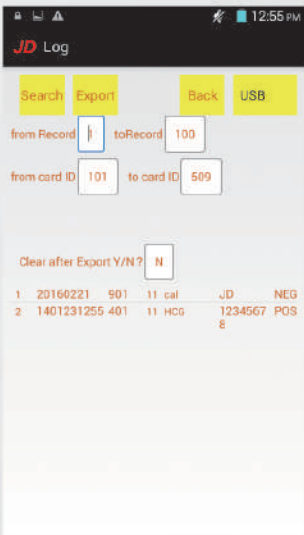 12:55 PM
JD Log
Search Export Back USB
from Record 1 toRecord 100
from card ID 101 to card ID 509
Clear after Export Y/N? N
1 20160221 901 11 cal JD NEG
2 1401231255 401 11 HCG 1234567 POS
8